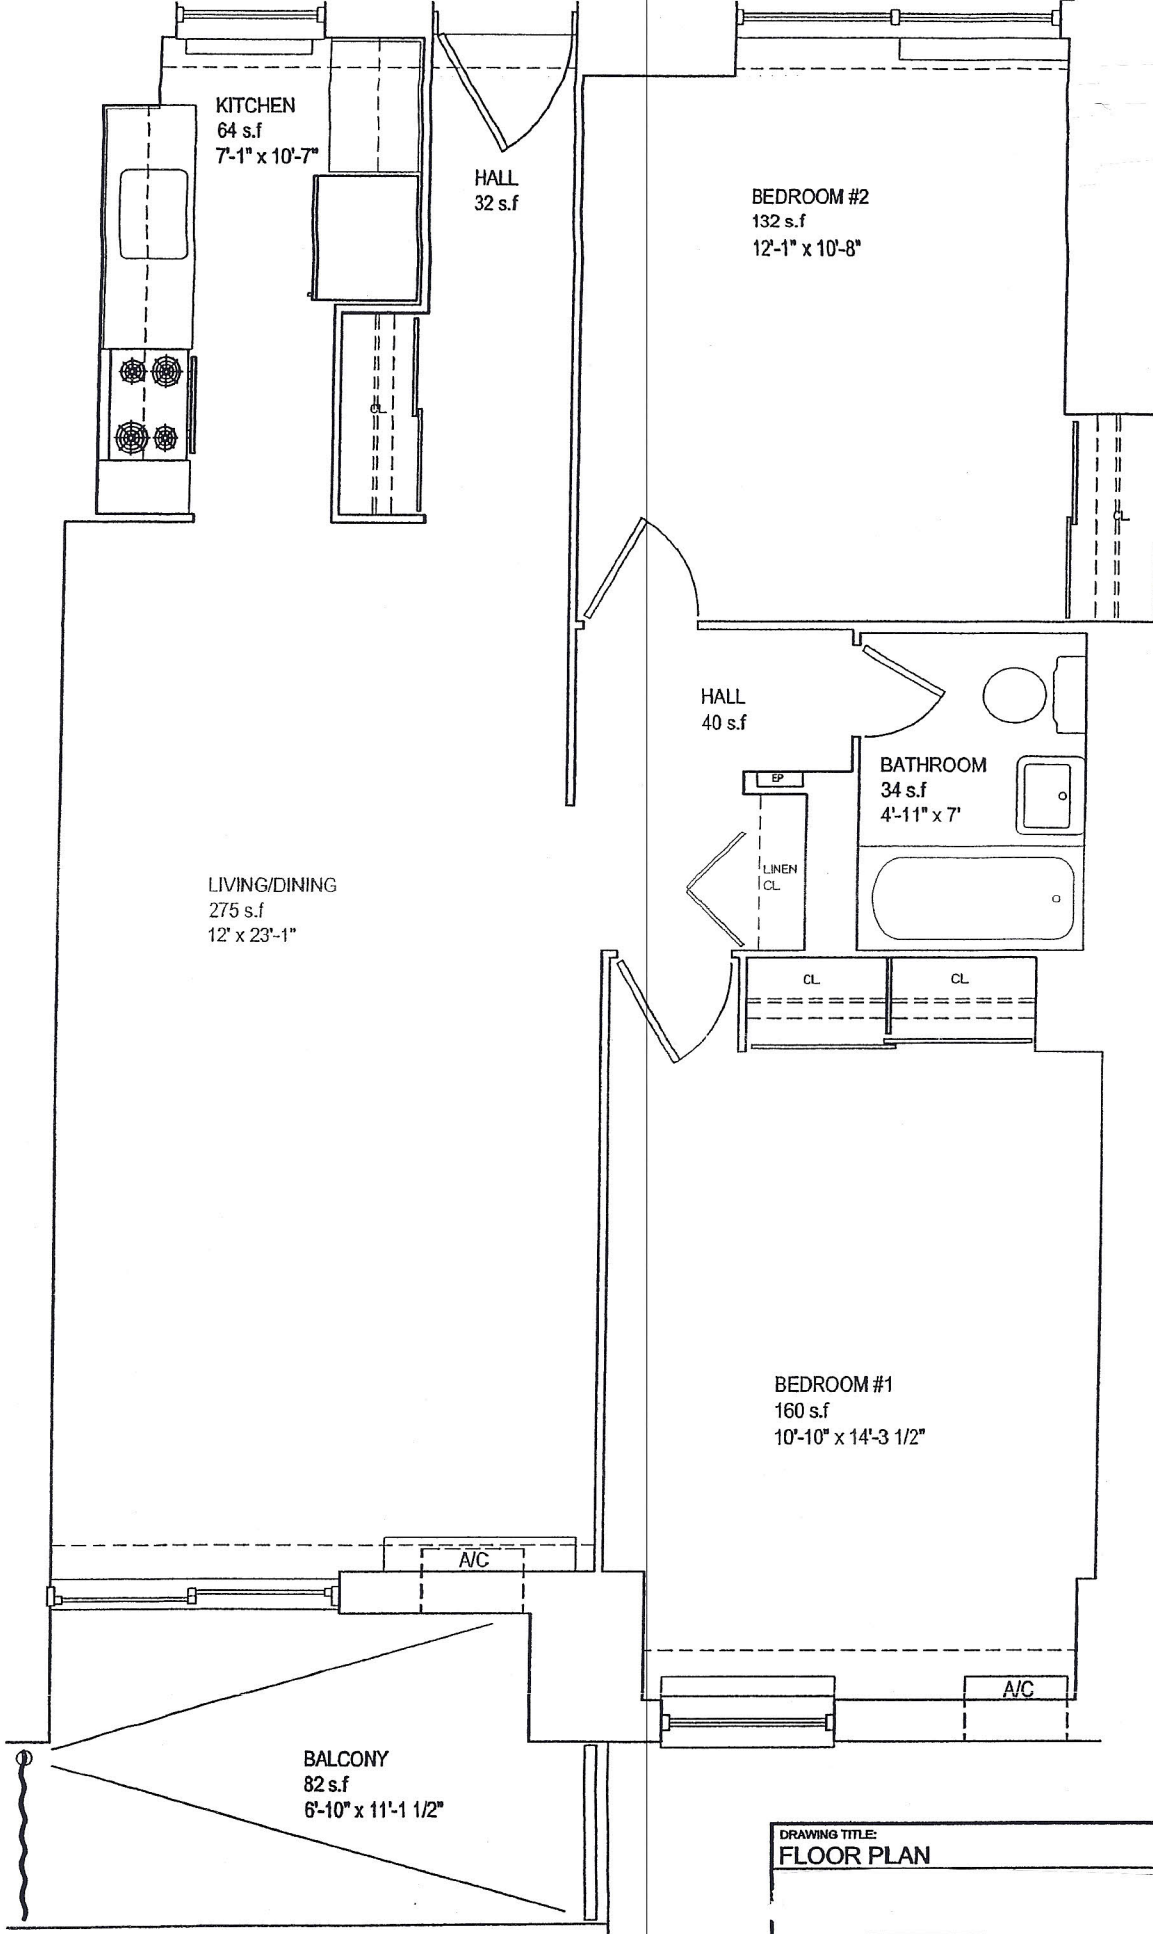 KITCHEN
64 s.f
7'-1" x 10'-7"
HALL
32 s.f
BEDROOM #2
132 s.f
12'-1" x 10'-8"
CL
CL
HALL
40 s.f
EP
BATHROOM
34 s.f
4'-11" x 7'
LINEN
CL
LIVING/DINING
275 s.f
12' x 23'-1"
CL
CL
BEDROOM #1
160 s.f
10'-10" x 14'-3 1/2"
A/C
A/C
BALCONY
82 s.f
6'-10" x 11'-1 1/2"
DRAWING TITLE:
FLOOR PLAN